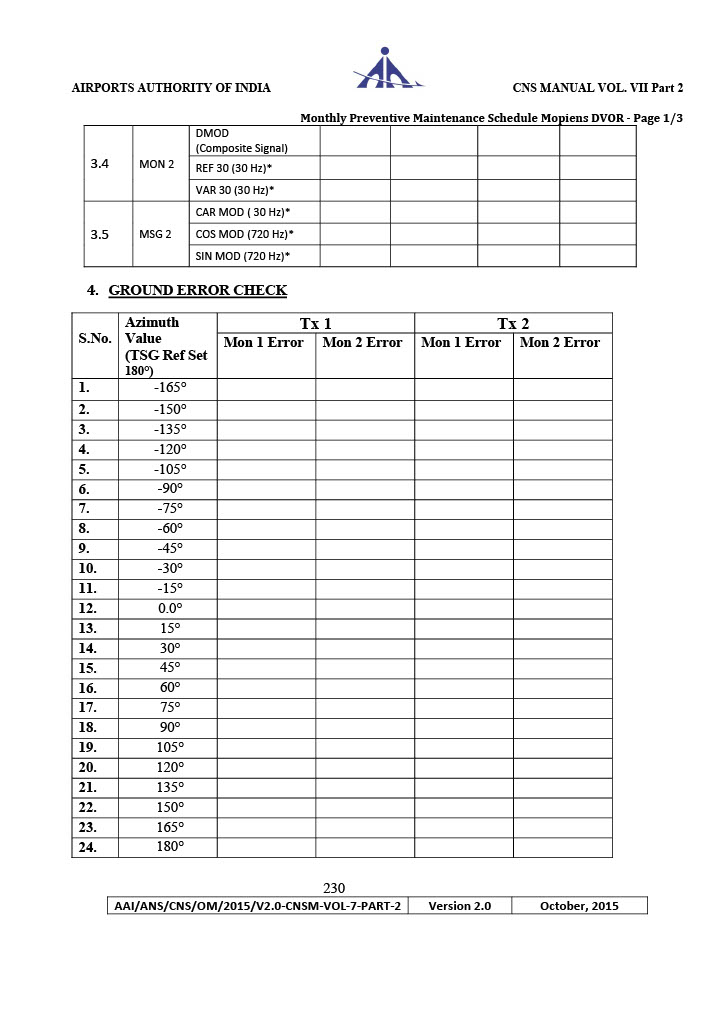 AIRPORTS AUTHORITY OF INDIA CNS MANUAL VOL. VII Part 2
Monthly Preventive Maintenance Schedule Mopiens DVOR - Page 1/3
3.4 MON 2 DMOD
(Composite Signal)
REF 30 (30 Hz)*
VAR 30 (30 Hz)*
3.5 MSG 2 CAR MOD ( 30 Hz)*
COS MOD (720 Hz)*
SIN MOD (720 Hz)*
4. GROUND ERROR CHECK
S.No. Azimuth
Value
(TSG Ref Set
180°)
Tx 1 Tx 2
Mon 1 Error Mon 2 Error Mon 1 Error Mon 2 Error
1. -165°
2. -150°
3. -135°
4. -120°
5. -105°
6. -90°
7. -75°
8. -60°
9. -45°
10. -30°
11. -15°
12. 0.0°
13. 15°
14. 30°
15. 45°
16. 60°
17. 75°
18. 90°
19. 105°
20. 120°
21. 135°
22. 150°
23. 165°
24. 180°
230
AAI/ANS/CNS/OM/2015/V2.0-CNSM-VOL-7-PART-2 Version 2.0 October, 2015